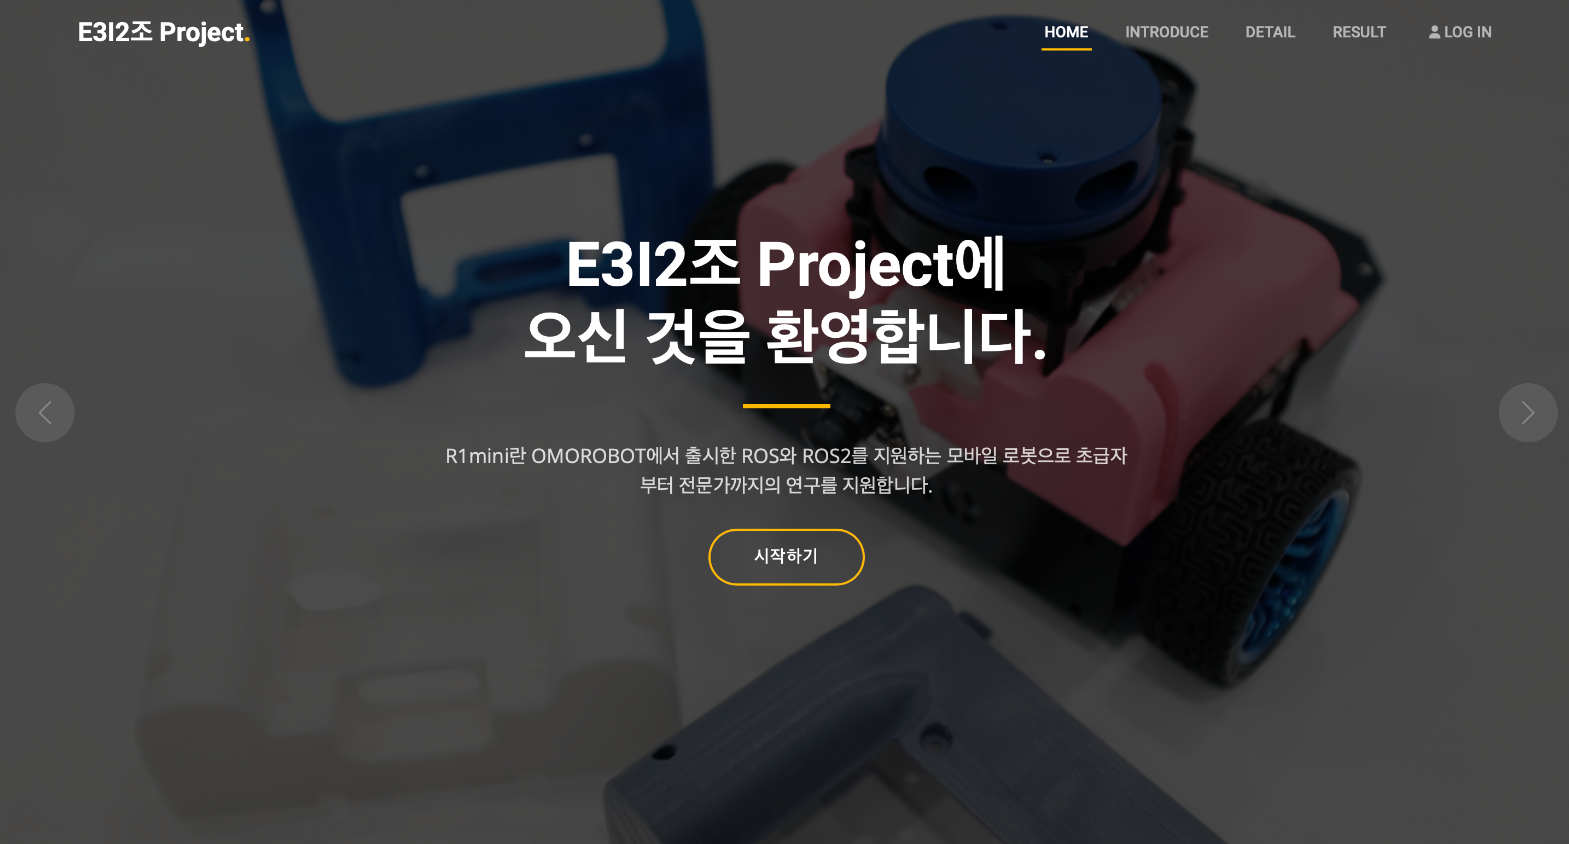 E3I2조 Project.
HOME INTRODUCE DETAIL RESULT LOG IN
E3I2조 Project에
오신 것을 환영합니다.
R1mini란 OMOROBOT에서 출시한 ROS와 ROS2를 지원하는 모바일 로봇으로 초급자
부터 전문가까지의 연구를 지원합니다.
시작하기